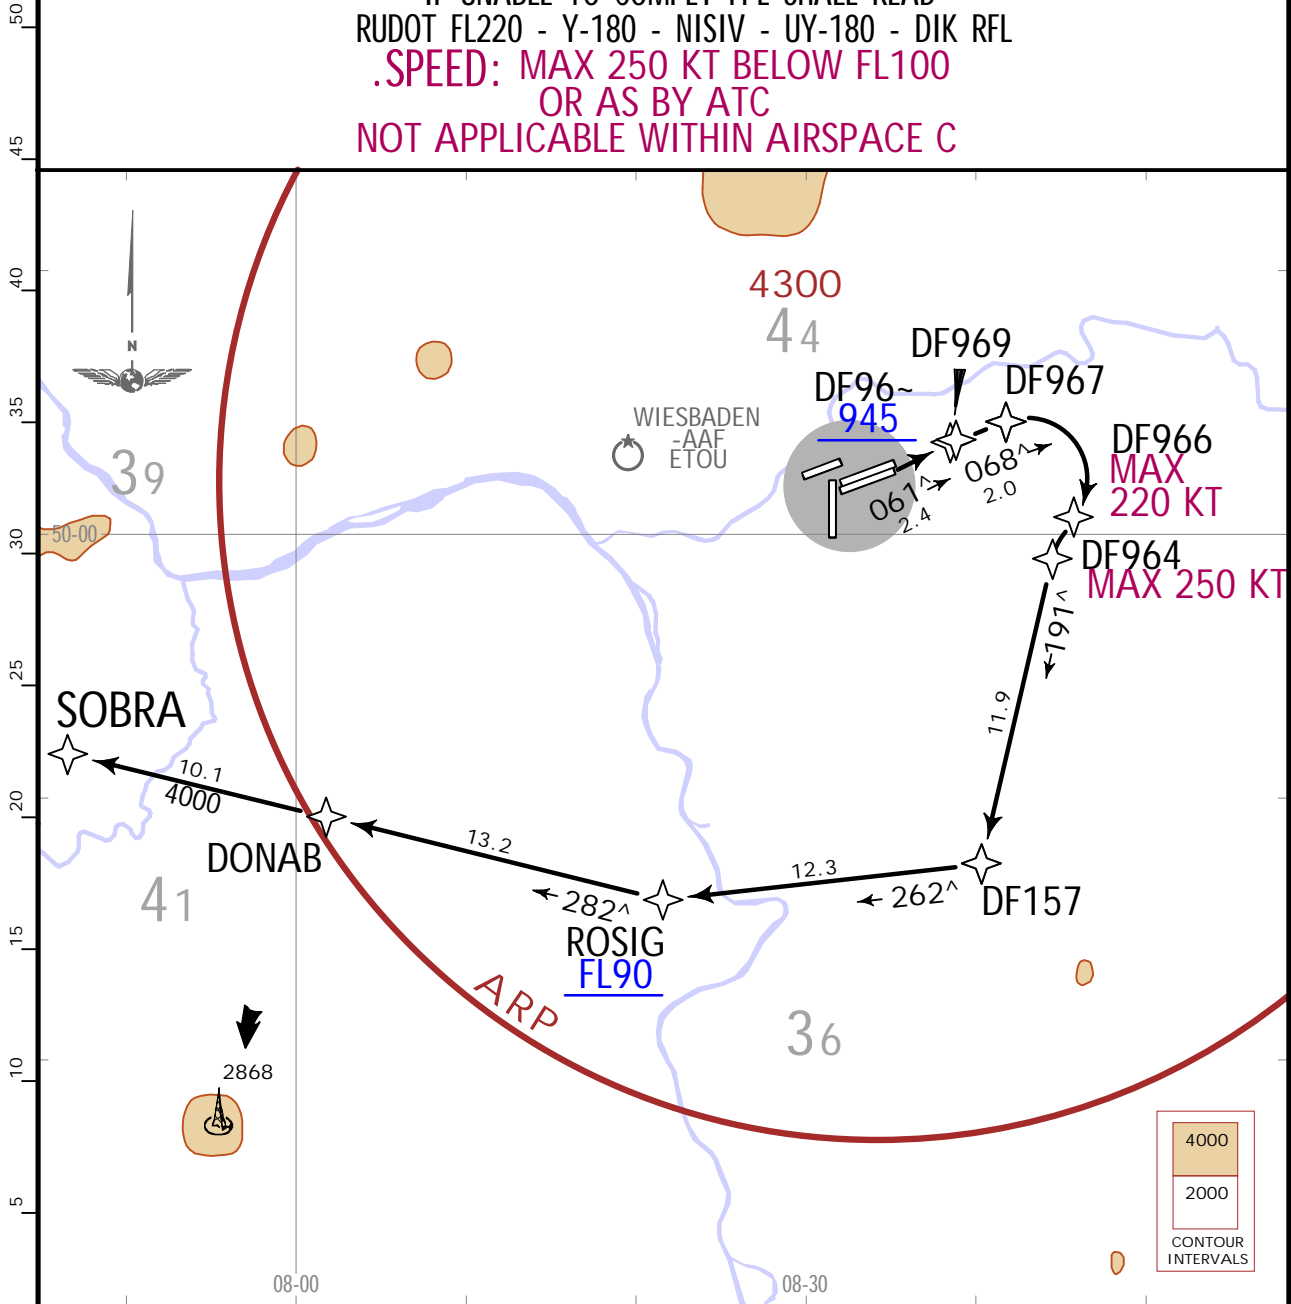 RUDOT FL220 - Y-180 - NISIV - UY-180 - DIK RFL
.SPEED: MAX 250 KT BELOW FL100
OR AS BY ATC
NOT APPLICABLE WITHIN AIRSPACE C
50
45
40
35
30
25
20
15
10
5
N
4300
44
DF969
DF967
DF96~
945
WIESBADEN
-AAF
ETOU
DF966
MAX
220 KT
39
068^
2.0
061^
2.4
50-00
DF964
MAX 250 KT
191^
11.9
SOBRA
10.1
4000
DONAB
13.2
282^
12.3
262^
DF157
ROSIG
FL90
41
ARP
36
2868
4000
2000
CONTOUR
INTERVALS
08-00
08-30